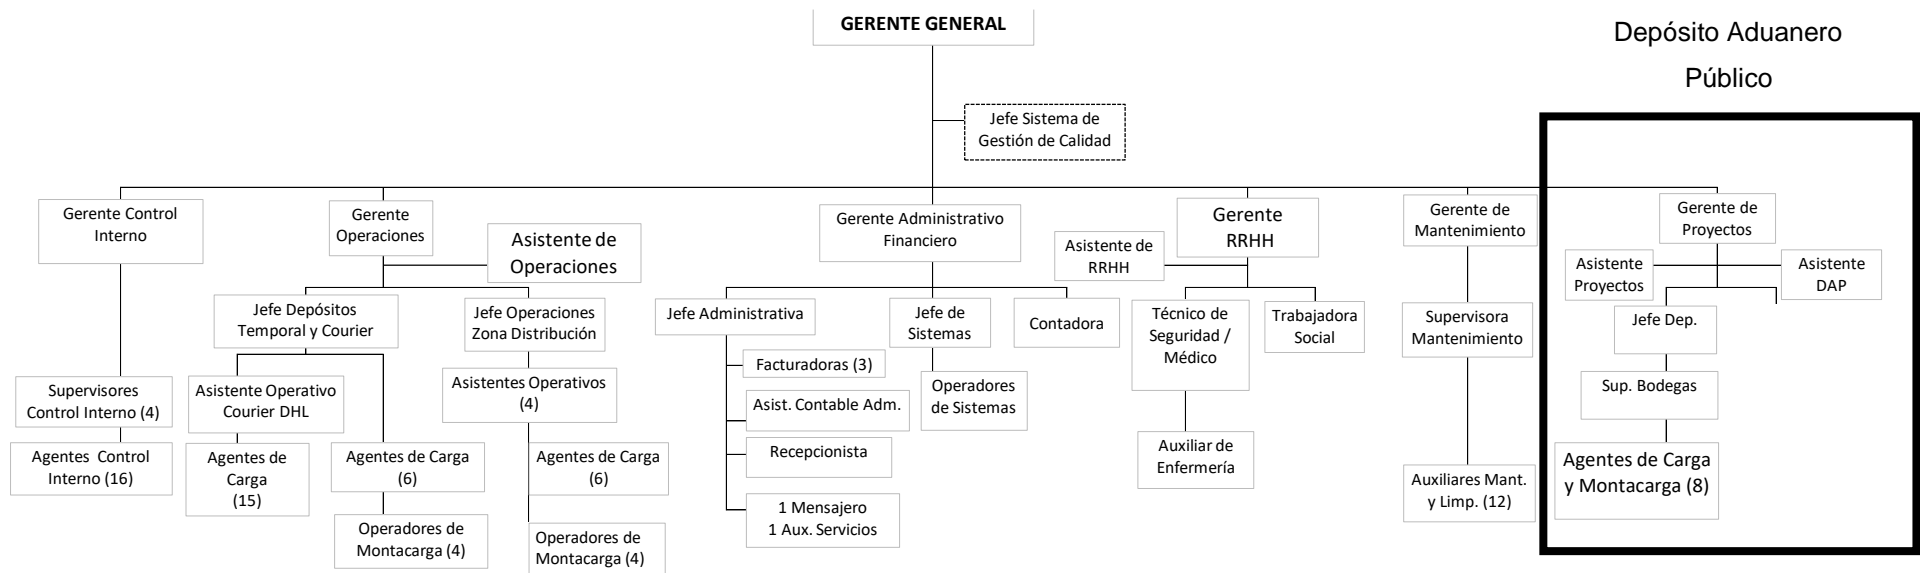 GERENTE GENERAL
Depósito Aduanero
Público
Jefe Sistema de
Gestión de Calidad
Gerente Control
Interno
Gerente
Operaciones
Asistente de
Operaciones
Gerente Administrativo
Financiero
Asistente de
RRHH
Gerente
RRHH
Gerente de
Mantenimiento
Gerente de
Proyectos
Asistente
Proyectos
Asistente
DAP
Jefe Depósitos
Temporal y Courier
Jefe Operaciones
Zona Distribución
Jefe Administrativa
Jefe de
Sistemas
Contadora
Técnico de
Seguridad /
Médico
Trabajadora
Social
Supervisora
Mantenimiento
Jefe Dep.
Supervisores
Control Interno (4)
Asistente Operativo
Courier DHL
Asistentes Operativos
(4)
Facturadoras (3)
Asist. Contable Adm.
Operadores
de Sistemas
Sup. Bodegas
Agentes  Control
Interno (16)
Agentes de
Carga
(15)
Agentes de Carga
(6)
Agentes de Carga
(6)
Recepcionista
Auxiliar de
Enfermería
Auxiliares Mant.
y Limp. (12)
Agentes de Carga
y Montacarga (8)
Operadores de
Montacarga (4)
Operadores de
Montacarga (4)
1 Mensajero
1 Aux. Servicios